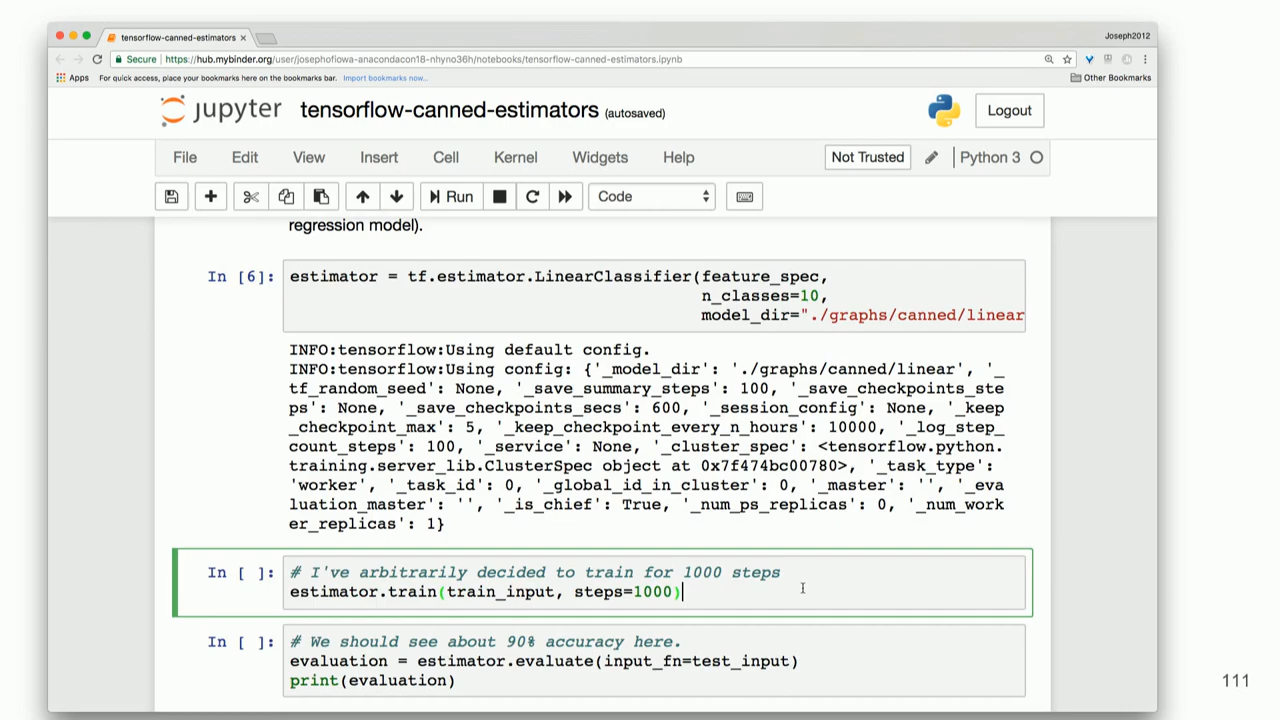 tensorflow-canned-estimators
Joseph2012
Secure https://hub.mybinder.org/user/josephofiowa-anacondacon18-nhyno36h/notebooks/tensorflow-canned-estimators.ipynb
Apps For quick access, place your bookmarks here on the bookmarks bar. Import bookmarks now... Other Bookmarks
jupyter tensorflow-canned-estimators (autosaved) Logout
File Edit View Insert Cell Kernel Widgets Help Not Trusted Python 3
Run Code
regression model).
In [6]: estimator = tf.estimator.LinearClassifier(feature_spec,
n_classes=10,
model_dir="./graphs/canned/linear
INFO:tensorflow:Using default config.
INFO:tensorflow:Using config: {'_model_dir': './graphs/canned/linear', '_
tf_random_seed': None, '_save_summary_steps': 100, '_save_checkpoints_ste
ps': None, '_save_checkpoints_secs': 600, '_session_config': None, '_keep
_checkpoint_max': 5, '_keep_checkpoint_every_n_hours': 10000, '_log_step_
count_steps': 100, '_service': None, '_cluster_spec': <tensorflow.python.
training.server_lib.ClusterSpec object at 0x7f474bc00780>, '_task_type':
'worker', '_task_id': 0, '_global_id_in_cluster': 0, '_master': '', '_eva
luation_master': '', '_is_chief': True, '_num_ps_replicas': 0, '_num_work
er_replicas': 1}
In [ ]: # I've arbitrarily decided to train for 1000 steps
estimator.train(train_input, steps=1000)
In [ ]: # We should see about 90% accuracy here.
evaluation = estimator.evaluate(input_fn=test_input)
print(evaluation)
111